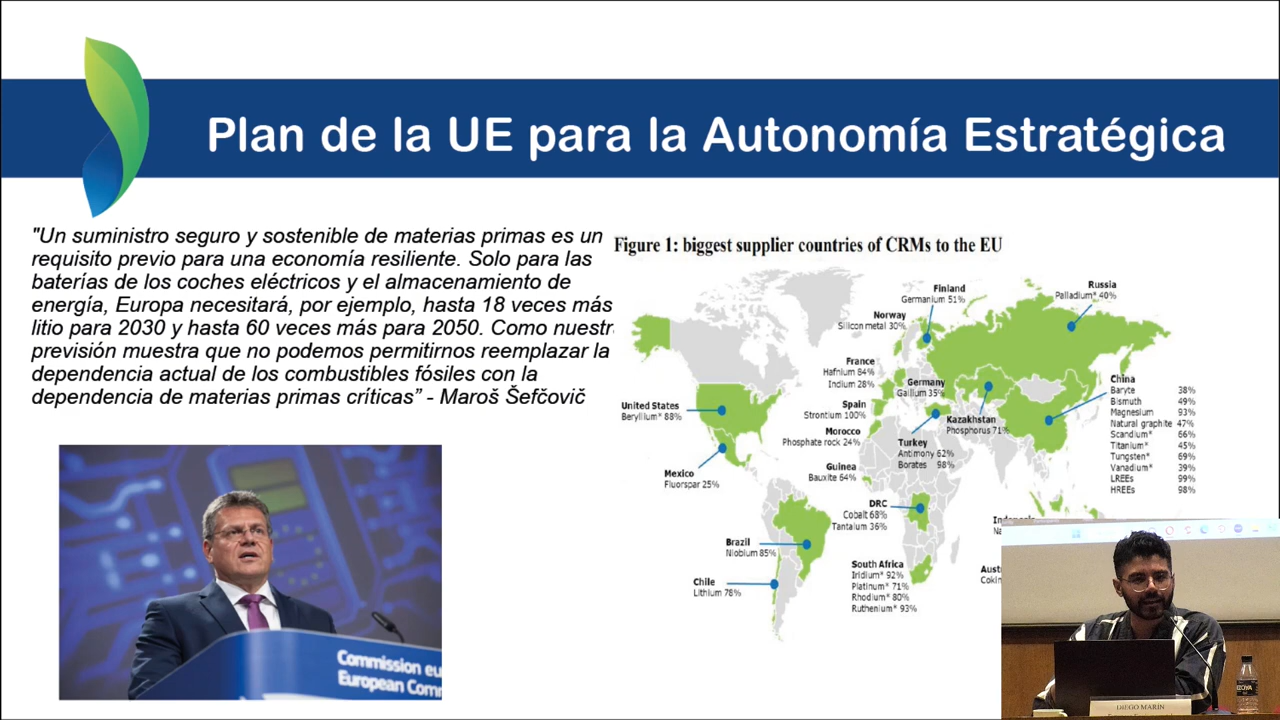 Plan de la UE para la Autonomía Estratégica
"Un suministro seguro y sostenible de materias primas es un
requisito previo para una economía resiliente. Solo para las
baterías de los coches eléctricos y el almacenamiento de
energía, Europa necesitará, por ejemplo, hasta 18 veces más
litio para 2030 y hasta 60 veces más para 2050. Como nuestr
previsión muestra que no podemos permitirnos reemplazar la
dependencia actual de los combustibles fósiles con la
dependencia de materias primas críticas” - Maroš Šefčovič
Commission eu
European Com
Figure 1: biggest supplier countries of CRMs to the EU
Finland
Germanium 51%
Russia
Palladium* 40%
Norway
Silicon metal 30%
France
Hafnium 84%
Indium 28%
Germany
Gallium 35%
Spain
Strontium 100%
Kazakhstan
Phosphorus 71%
China
Baryte 38%
Bismuth 49%
Magnesium 93%
Natural graphite 47%
Scandium* 66%
Titanium* 45%
Tungsten* 69%
Vanadium* 39%
LREEs 99%
HREEs 98%
United States
Beryllium* 88%
Morocco
Phosphate rock 24%
Turkey
Antimony 62%
Borates 98%
Mexico
Fluorspar 25%
Guinea
Bauxite 64%
DRC
Cobalt 68%
Tantalum 36%
Brazil
Niobium 85%
Chile
Lithium 78%
South Africa
Iridium* 92%
Platinum* 71%
Rhodium* 80%
Ruthenium* 93%
Na
Aust
Cokin
DIEGO MARIN